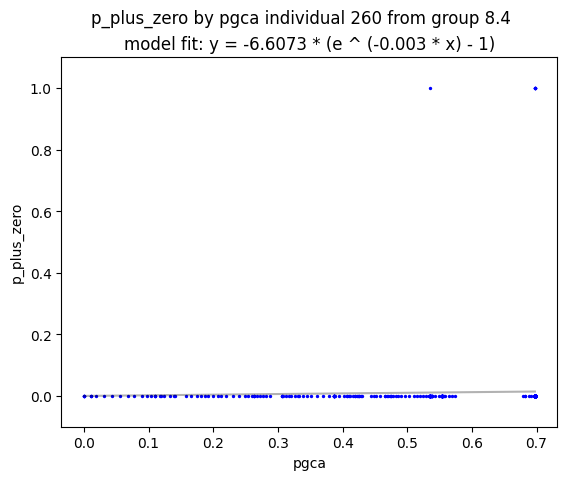 p_plus_zero by pgca individual 260 from group 8.4
model fit: y = -6.6073 * (e ^ (-0.003 * x) - 1)
1.0
0.8
0.6
0.4
0.2
0.0
p_plus_zero
0.0 0.1 0.2 0.3 0.4 0.5 0.6 0.7
pgca